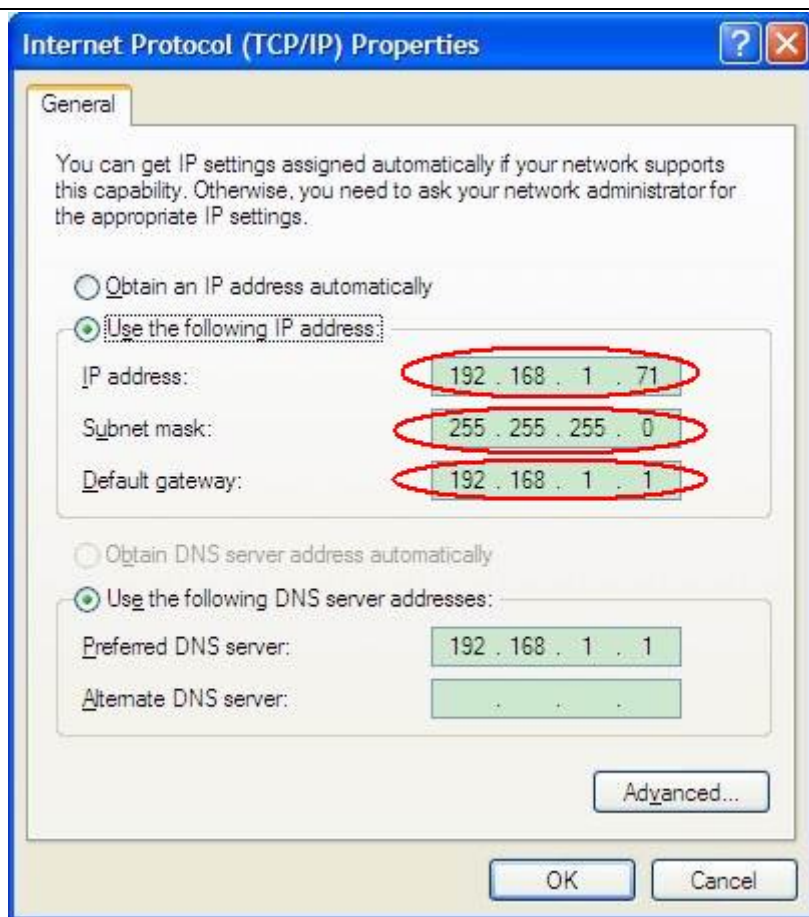 Internet Protocol (TCP/IP) Properties
General
You can get IP settings assigned automatically if your network supports
this capability. Otherwise, you need to ask your network administrator for
the appropriate IP settings.
Obtain an IP address automatically
Use the following IP address:
IP address: 192 . 168 . 1 . 71
Subnet mask: 255 . 255 . 255 . 0
Default gateway: 192 . 168 . 1 . 1
Obtain DNS server address automatically
Use the following DNS server addresses:
Preferred DNS server: 192 . 168 . 1 . 1
Alternate DNS server: . . .
Advanced...
OK Cancel